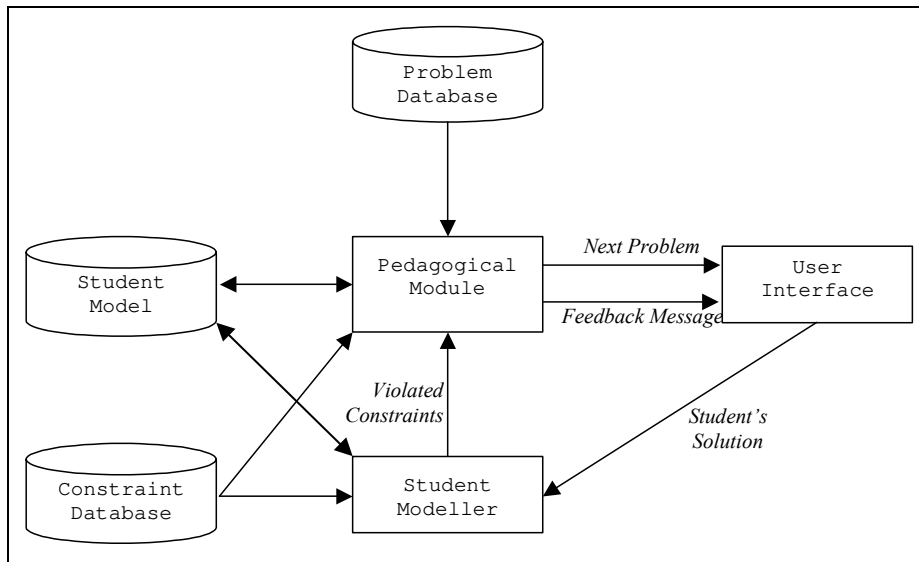 Problem
Database
Student
Model
Pedagogical
Module
Next Problem
Feedback Message
User
Interface
Violated
Constraints
Student’s
Solution
Constraint
Database
Student
Modeller